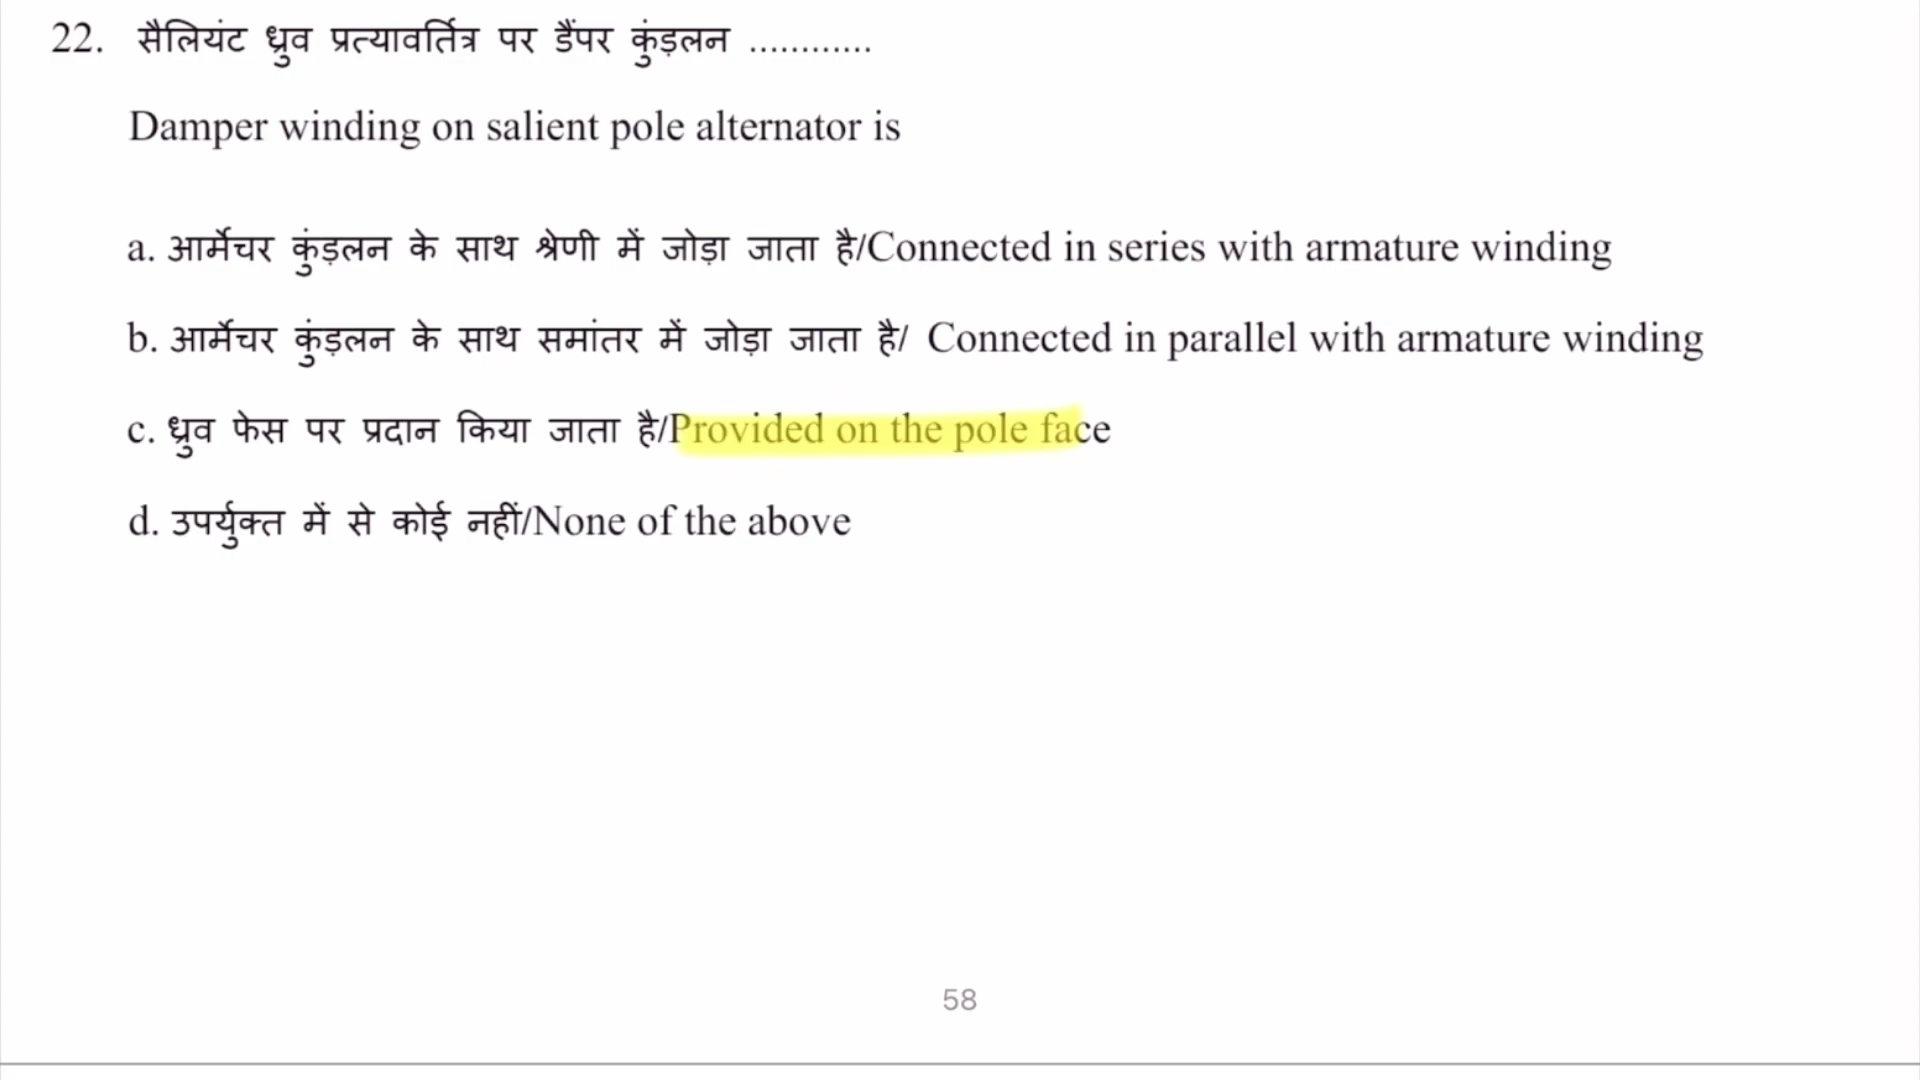 22. सैलियंट ध्रुव प्रत्यावर्तित्र पर डैंपर कुंड़लन ............
Damper winding on salient pole alternator is
a. आर्मेचर कुंड़लन के साथ श्रेणी में जोड़ा जाता है/Connected in series with armature winding
b. आर्मेचर कुंड़लन के साथ समांतर में जोड़ा जाता है/ Connected in parallel with armature winding
c. ध्रुव फेस पर प्रदान किया जाता है/Provided on the pole face
d. उपर्युक्त में से कोई नहीं/None of the above
58